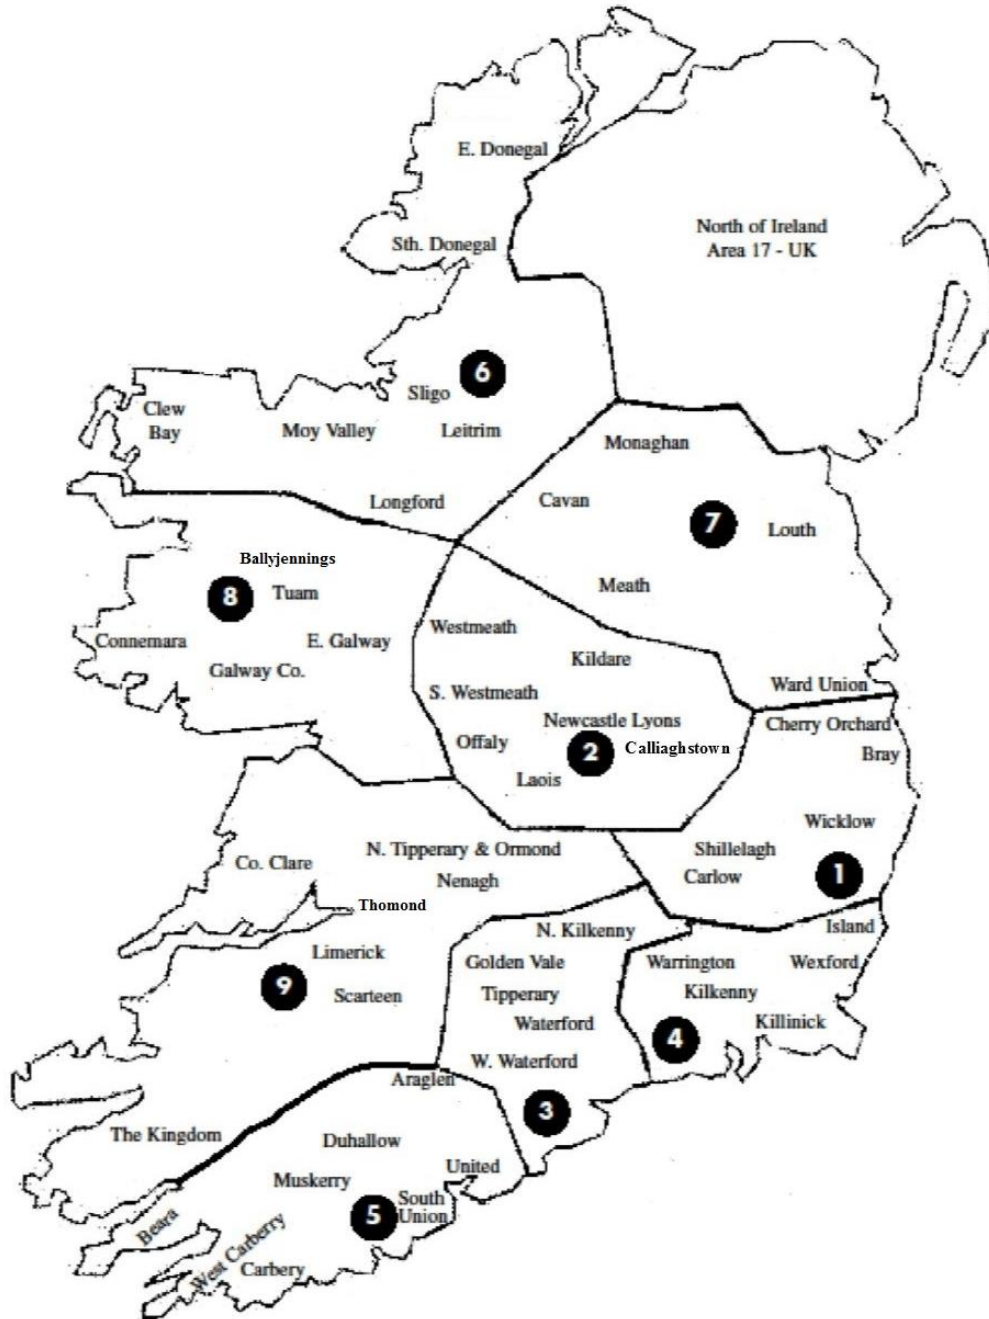 E. Donegal
North of Ireland
Area 17 - UK
Sth. Donegal
6
Sligo
Clew
Bay
Moy Valley
Leitrim
Monaghan
Longford
Cavan
7
Louth
Ballyjennings
8
Tuam
Meath
Connemara
E. Galway
Westmeath
Galway Co.
Kildare
S. Westmeath
Ward Union
Newcastle Lyons
Cherry Orchard
Offaly
2
Calliaghstown
Bray
Laois
Wicklow
Co. Clare
N. Tipperary & Ormond
Shillelagh
Nenagh
Carlow
1
Thomond
N. Kilkenny
Island
Limerick
Golden Vale
Warrington
Wexford
9
Scarteen
Tipperary
Kilkenny
Waterford
Killinick
4
W. Waterford
Araglen
3
The Kingdom
Duhallow
Muskerry
United
5
South
Union
Beara
West Carberry
Carbery